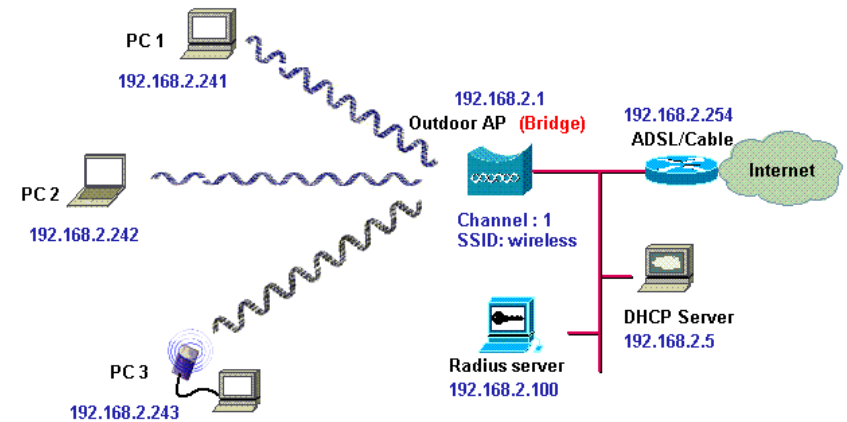 PC 1
192.168.2.241
192.168.2.1
Outdoor AP (Bridge)
192.168.2.254
ADSL/Cable
Internet
PC 2
192.168.2.242
Channel : 1
SSID: wireless
DHCP Server
192.168.2.5
Radius server
192.168.2.100
PC 3
192.168.2.243